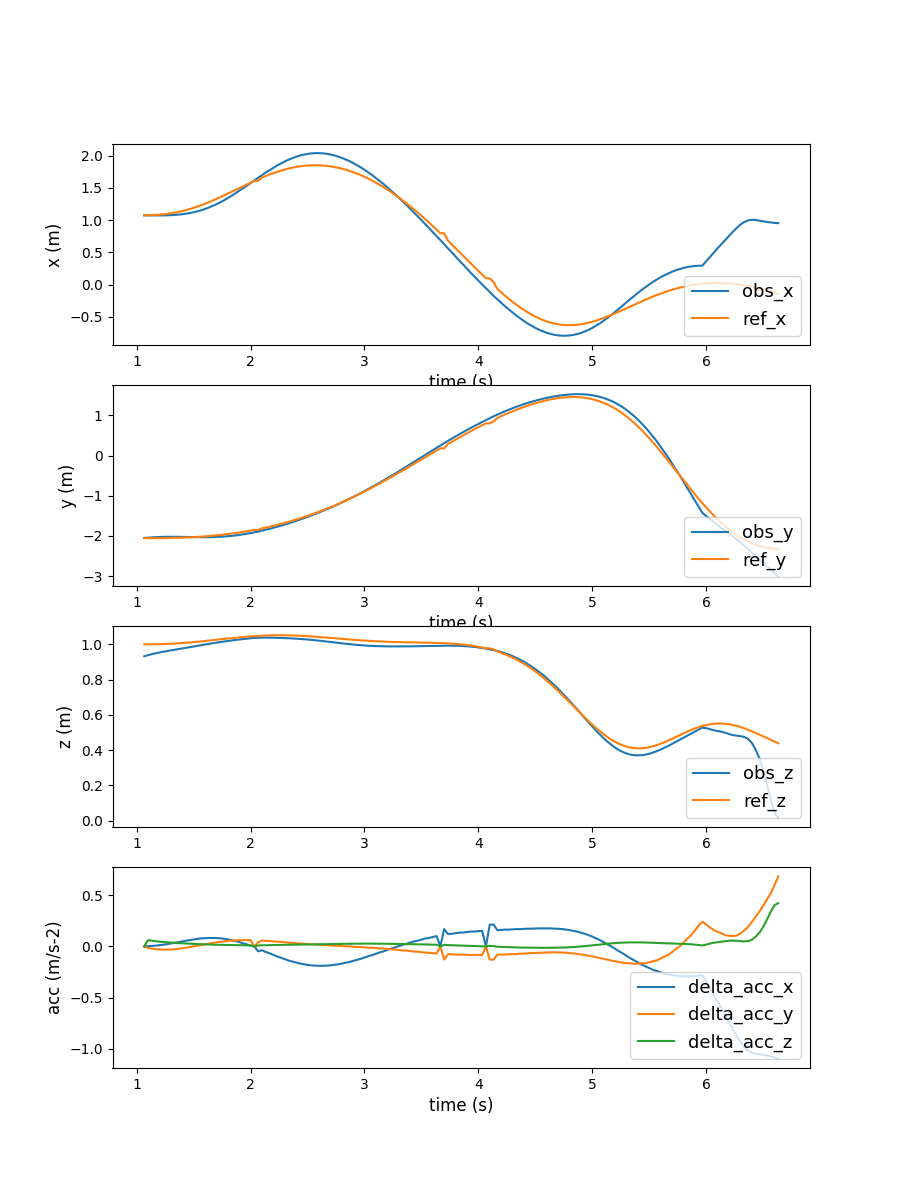 2.0
1.5
1.0
0.5
0.0
−0.5
x (m)
obs_x
ref_x
1 2 3 4 5 6
time (s)
1
0
−1
−2
−3
y (m)
obs_y
ref_y
1 2 3 4 5 6
time (s)
1.0
0.8
0.6
0.4
0.2
0.0
z (m)
obs_z
ref_z
1 2 3 4 5 6
0.5
0.0
−0.5
−1.0
acc (m/s-2)
delta_acc_x
delta_acc_y
delta_acc_z
1 2 3 4 5 6
time (s)